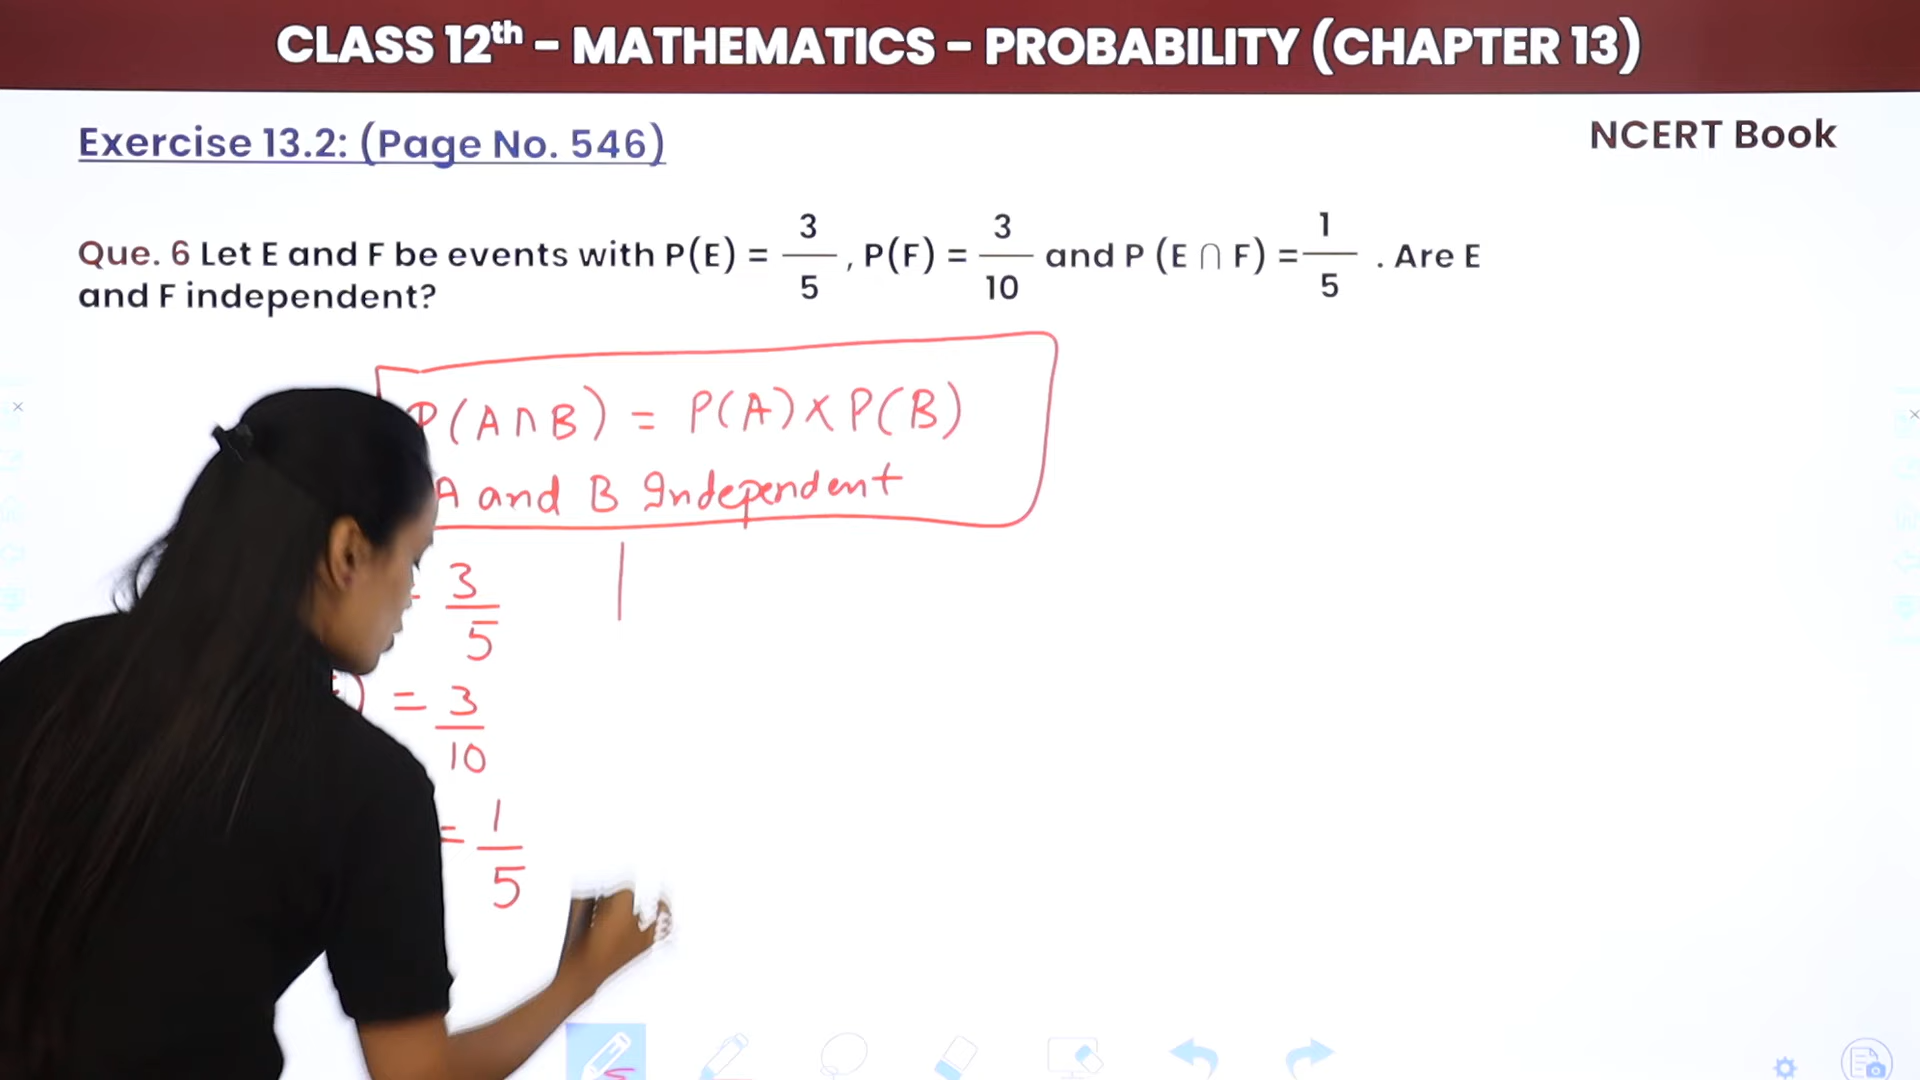 CLASS 12th - MATHEMATICS - PROBABILITY (CHAPTER 13)
Exercise 13.2: (Page No. 546)
NCERT Book
Que. 6 Let E and F be events with P(E) = 3/5 , P(F) = 3/10 and P (E ∩ F) = 1/5 . Are E
and F independent?
P(A∩B) = P(A)×P(B)
A and B Independent
3/5
= 3/10
= 1/5